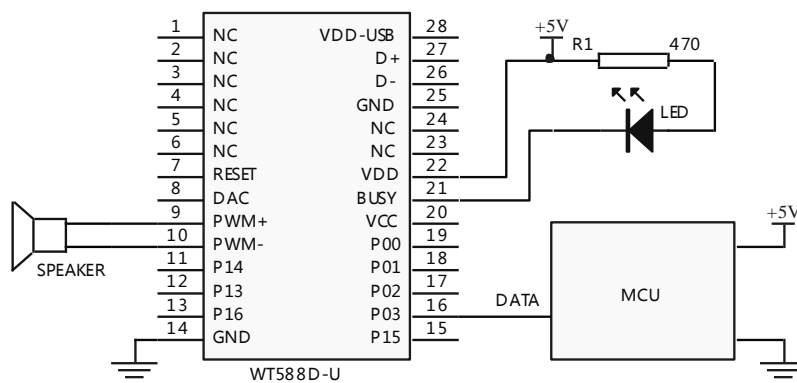 1 NC VDD-USB 28
2 NC D+ 27
3 NC D- 26
4 NC GND 25
5 NC NC 24
6 NC NC 23
7 RESET VDD 22
8 DAC BUSY 21
9 PWM+ VCC 20
10 PWM- P00 19
11 P14 P01 18
12 P13 P02 17
13 P16 P03 16
14 GND P15 15
WT588D-U
SPEAKER
+5V
R1 470
LED
DATA
MCU
+5V